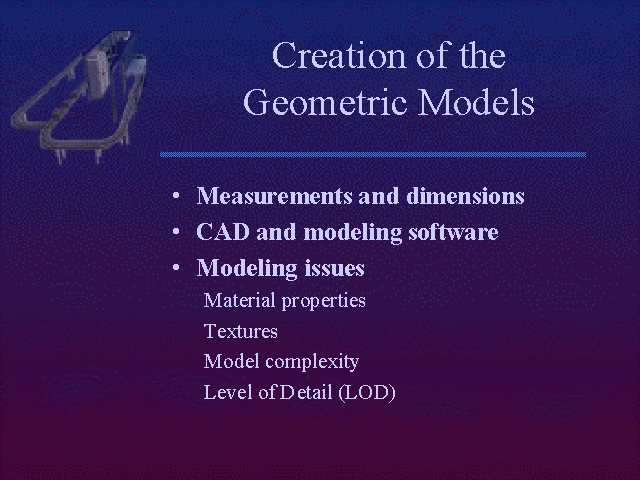 Creation of the
Geometric Models
• Measurements and dimensions
• CAD and modeling software
• Modeling issues
Material properties
Textures
Model complexity
Level of Detail (LOD)